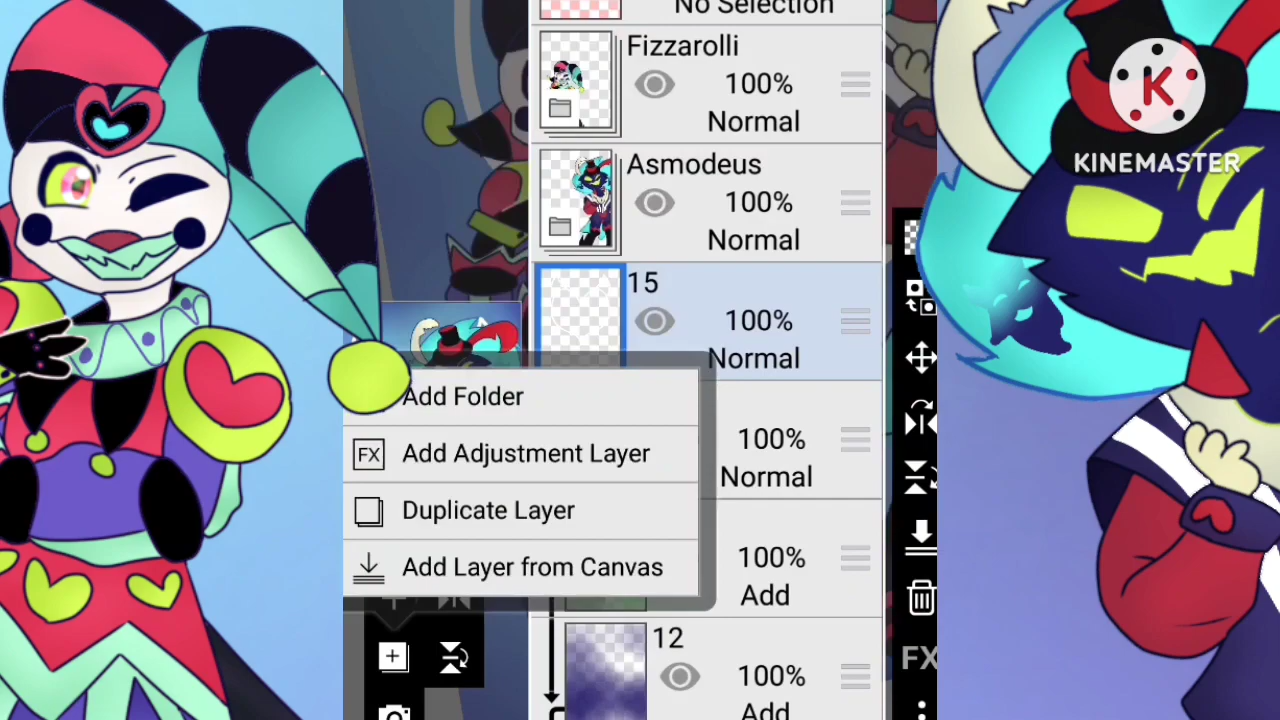 No Selection
Fizzarolli
100%
Normal
Asmodeus
100%
Normal
15
100%
Normal
Add Folder
FX Add Adjustment Layer
Duplicate Layer
Add Layer from Canvas
100%
Normal
100%
Add
12
100%
Add
FX
K
KINEMASTER